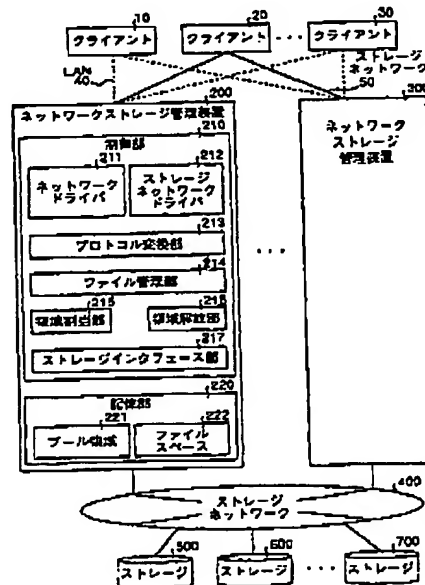 10
20
30
クライアント
クライアント
・・・
クライアント
LAN
40
ストレージ
ネットワーク
50
200
300
ネットワークストレージ管理装置
210
制御部
211
212
ネットワーク
ドライバ
ストレージ
ネットワーク
ドライバ
213
プロトコル変換部
214
ファイル管理部
215
216
領域割当部
領域解放部
217
ストレージインタフェース部
220
記憶部
221
222
プール領域
ファイル
スペース
ネットワーク
ストレージ
管理装置
・・・
400
ストレージ
ネットワーク
500
600
700
ストレージ
ストレージ
・・・
ストレージ